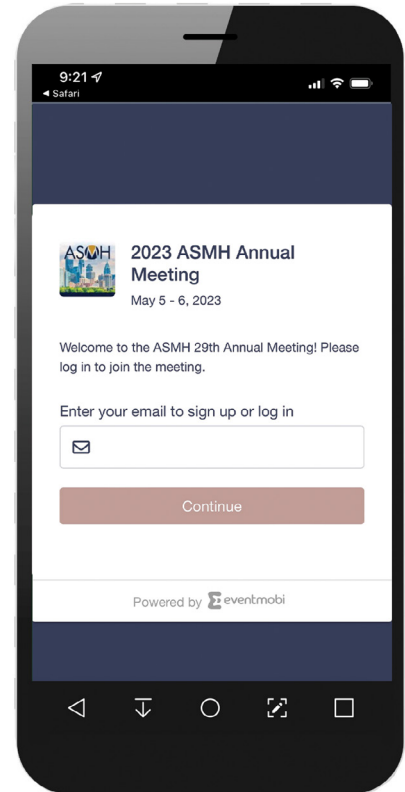 9:21
Safari
ASMH
2023 ASMH Annual
Meeting
May 5 - 6, 2023
Welcome to the ASMH 29th Annual Meeting! Please
log in to join the meeting.
Enter your email to sign up or log in
Continue
Powered by eventmobi